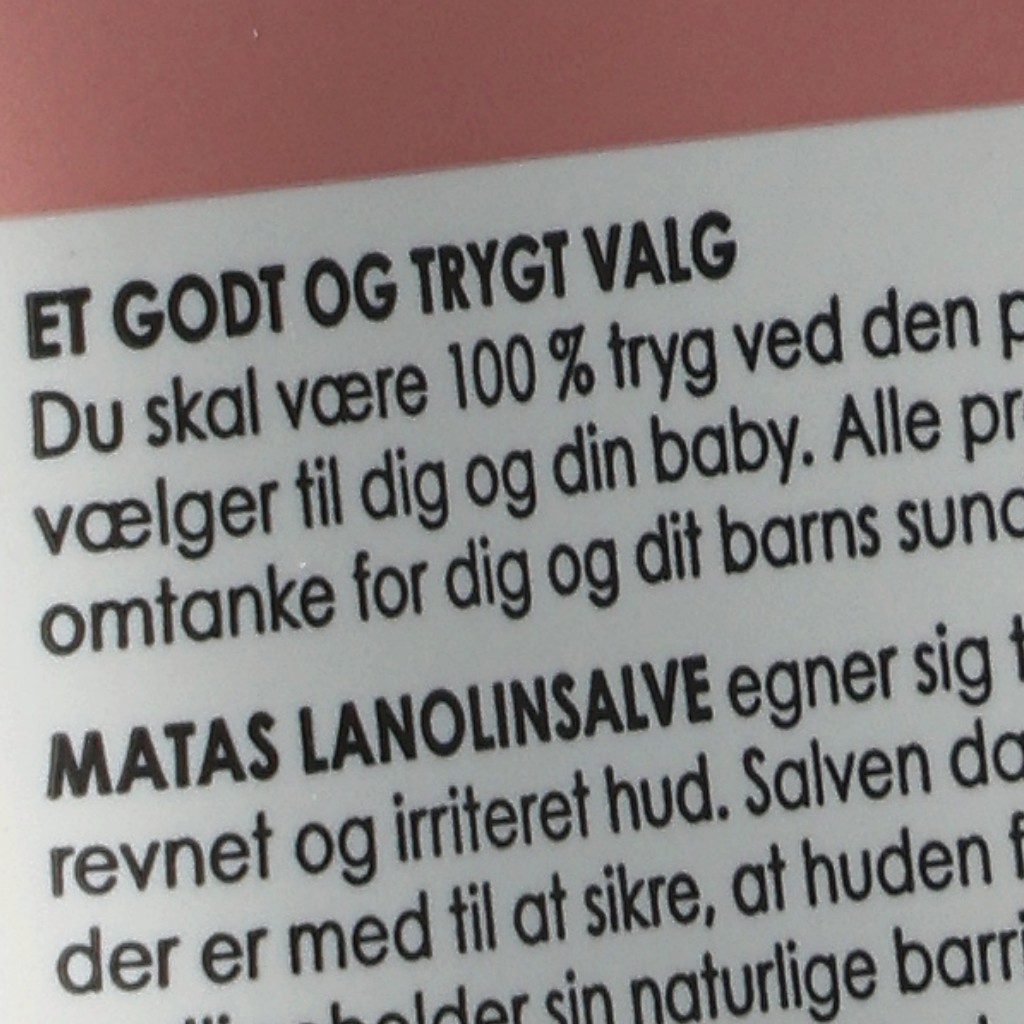 ET GODT OG TRYGT VALG
Du skal være 100 % tryg ved den
vælger til dig og din baby. Alle
omtanke for dig og dit barns
MATAS LANOLINSALVE egner sig
revnet og irriteret hud. Salven
der er med til at sikre, at huden
sin naturlige